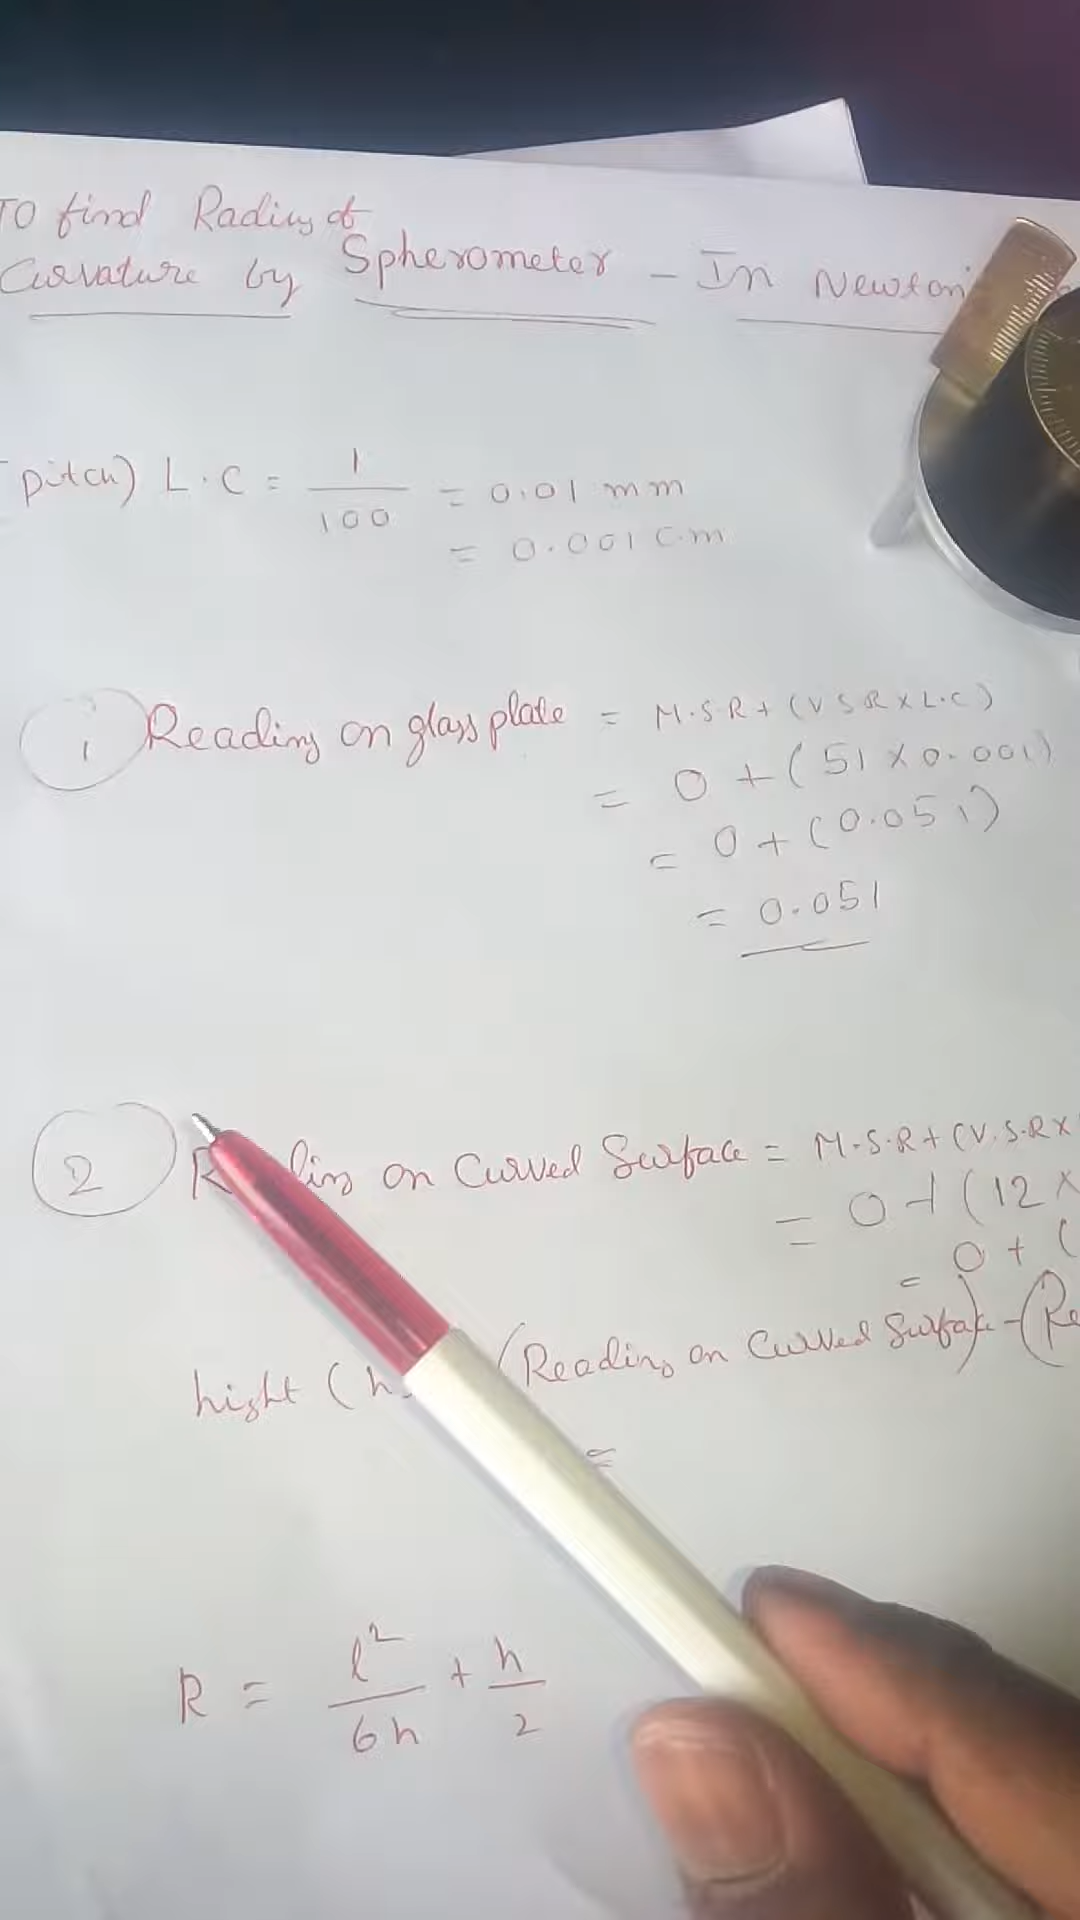 TO find Radius of
Curvature by Spherometer - In Newton's
pitch) L.C = 1/100 = 0.01 mm
= 0.001 cm
1 Reading on glass plate = M.S.R + (V S R X L.C)
= 0 + (51 X 0.001)
= 0 + (0.051)
= 0.051
2 on Curved Surface = M.S.R + (V.S.R X
= 0 + (12 X
= 0 + (
hight (h (Reading on Curved Surface) - (Re
=
R = l²/6h + h/2